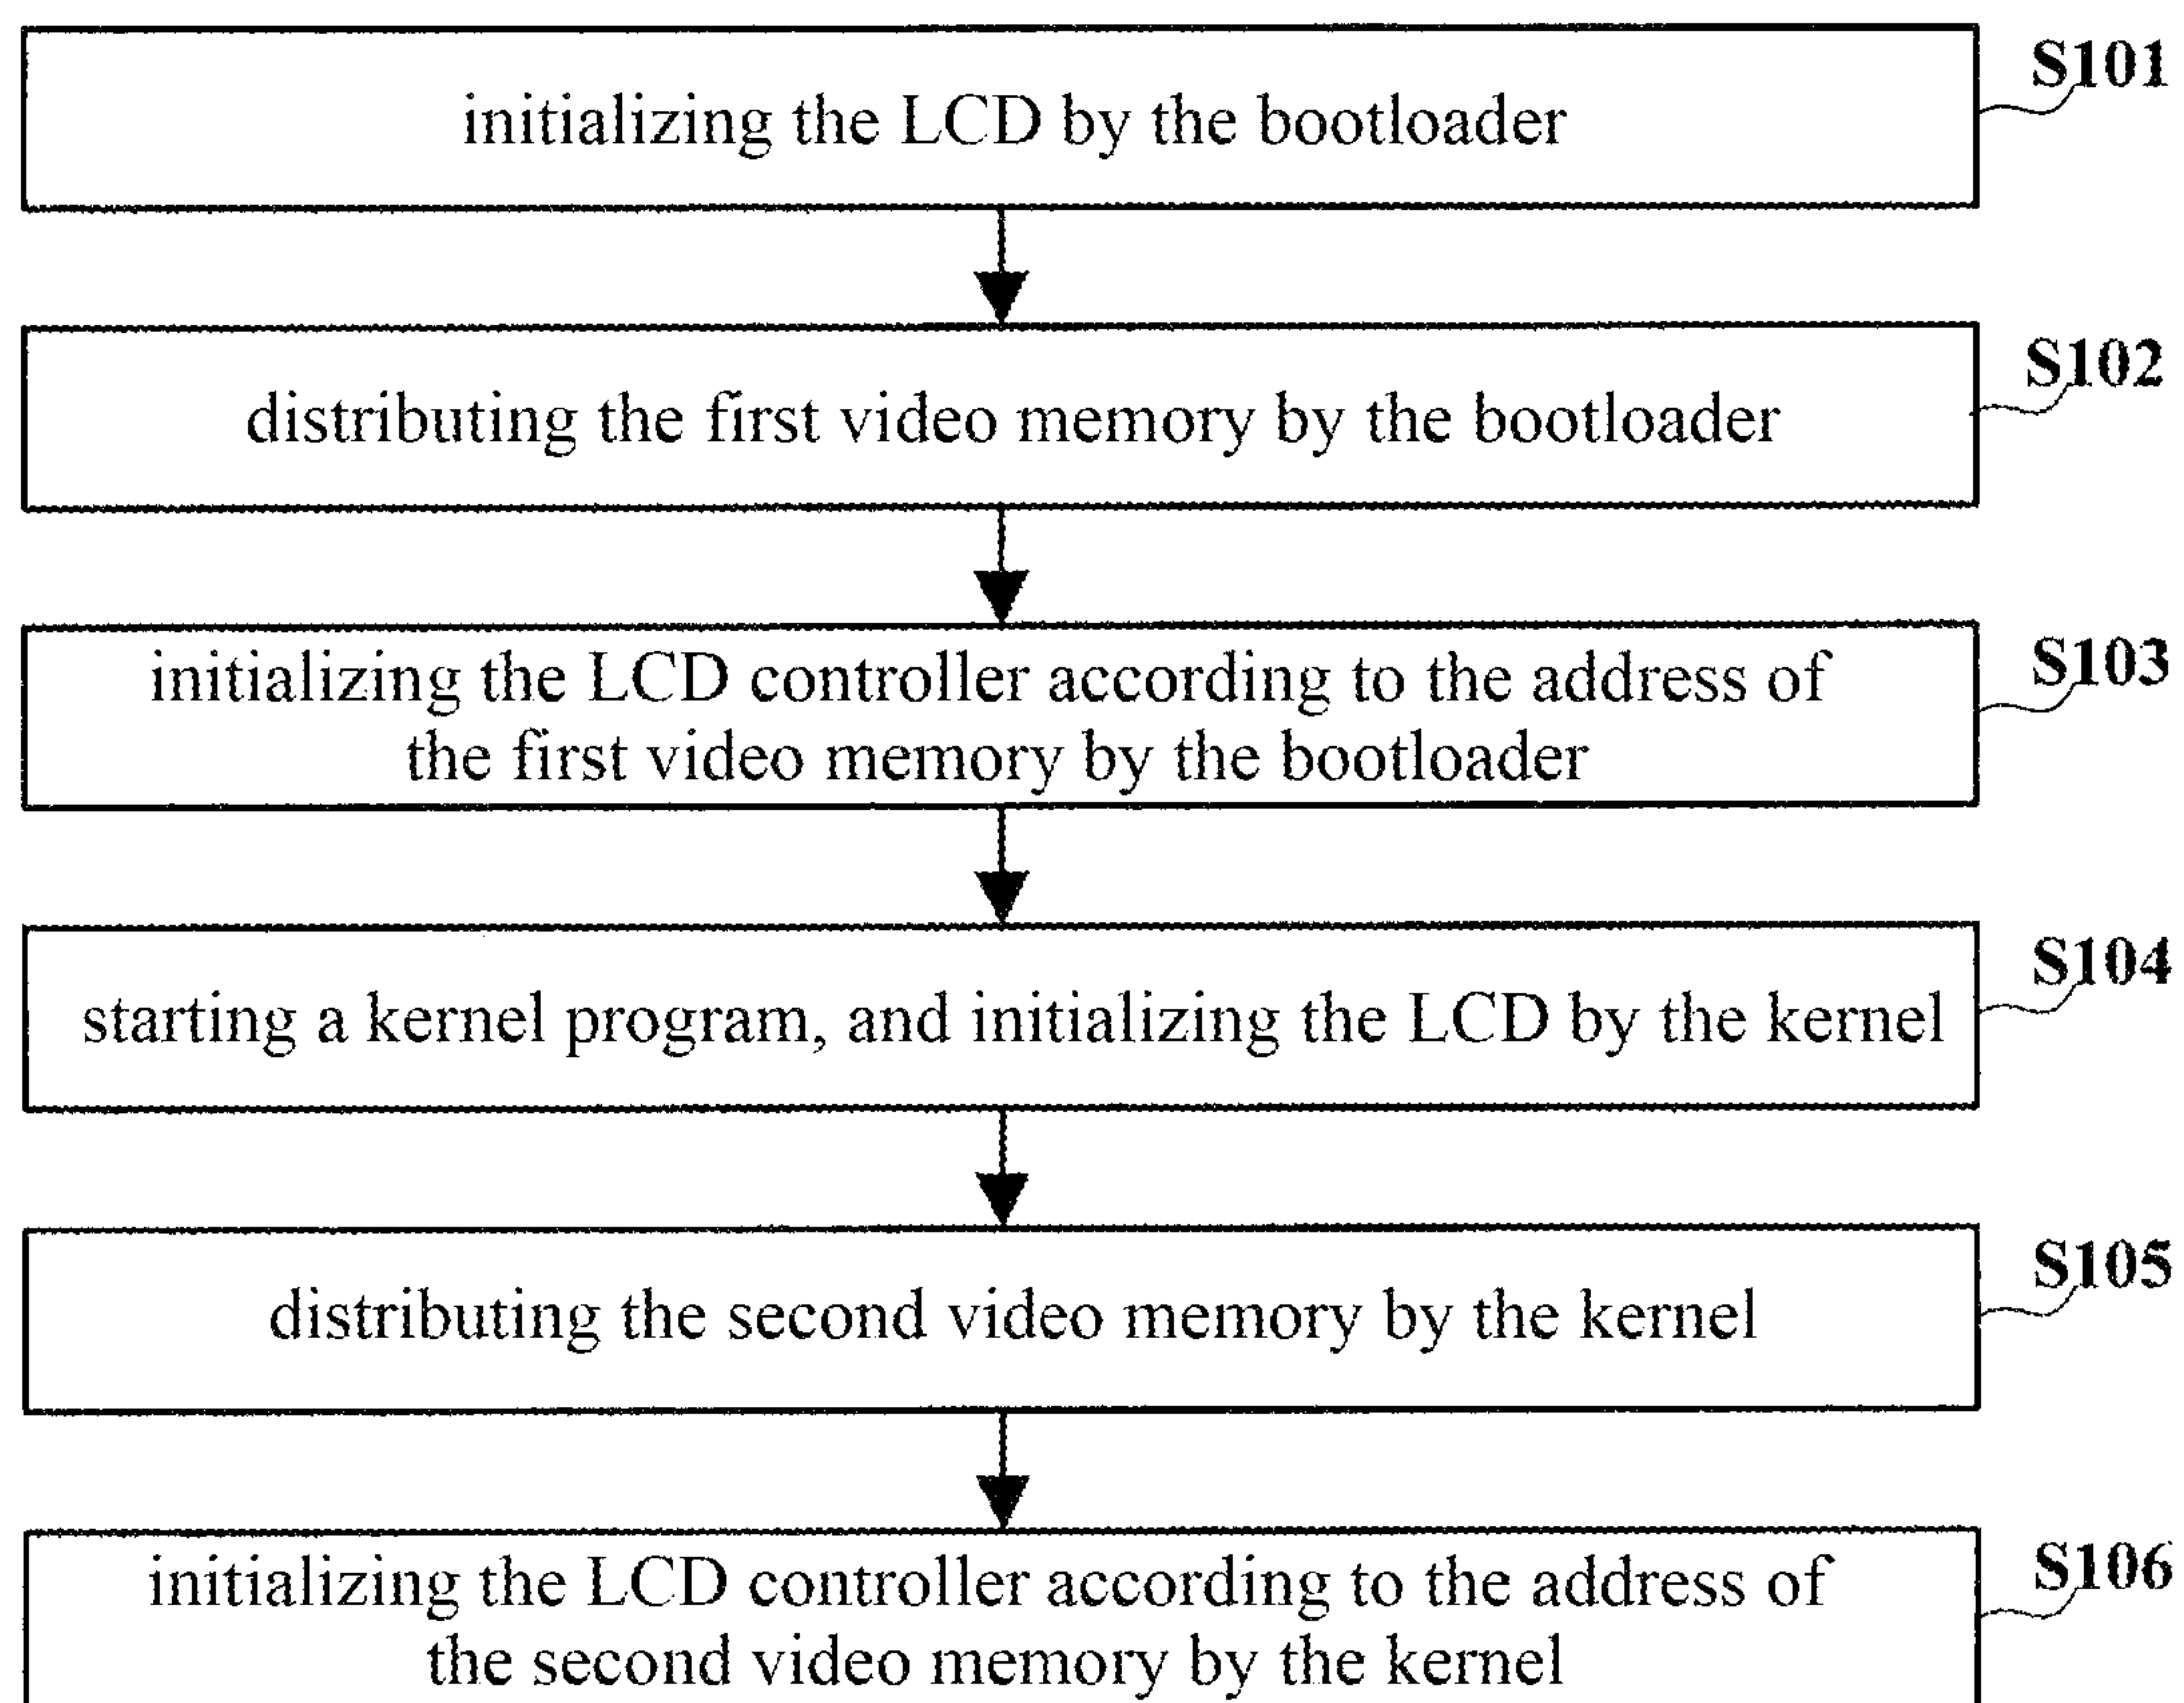 initializing the LCD by the bootloader
S101
distributing the first video memory by the bootloader
S102
initializing the LCD controller according to the address of
the first video memory by the bootloader
S103
starting a kernel program, and initializing the LCD by the kernel
S104
distributing the second video memory by the kernel
S105
initializing the LCD controller according to the address of
the second video memory by the kernel
S106